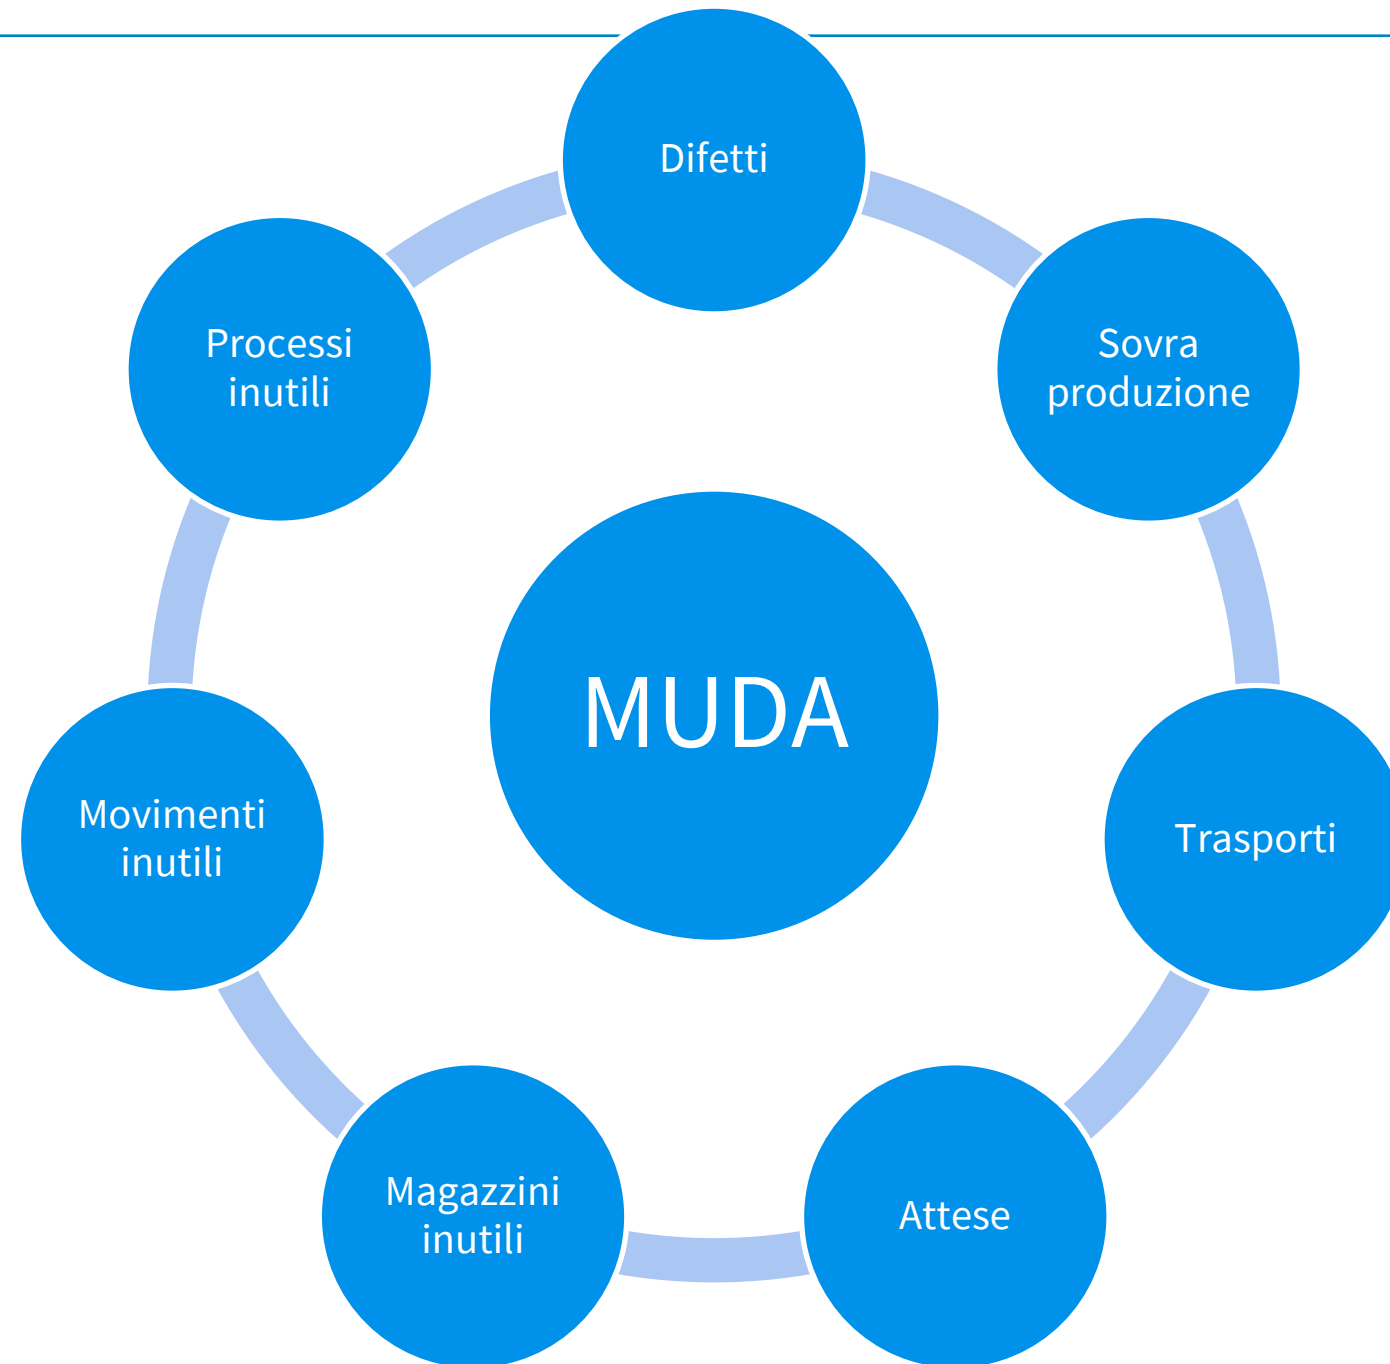 Difetti
Sovra
produzione
Trasporti
Attese
Magazzini
inutili
Movimenti
inutili
Processi
inutili
MUDA